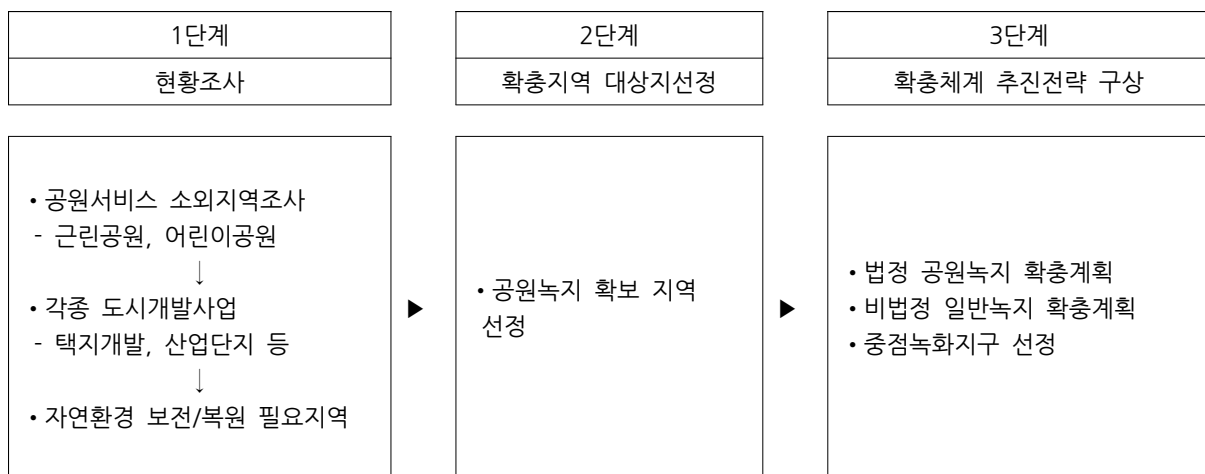 1단계
현황조사
• 공원서비스 소외지역조사
- 근린공원, 어린이공원
↓
• 각종 도시개발사업
- 택지개발, 산업단지 등
↓
• 자연환경 보전/복원 필요지역
▶
2단계
확충지역 대상지선정
• 공원녹지 확보 지역
선정
▶
3단계
확충체계 추진전략 구상
• 법정 공원녹지 확충계획
• 비법정 일반녹지 확충계획
• 중점녹화지구 선정